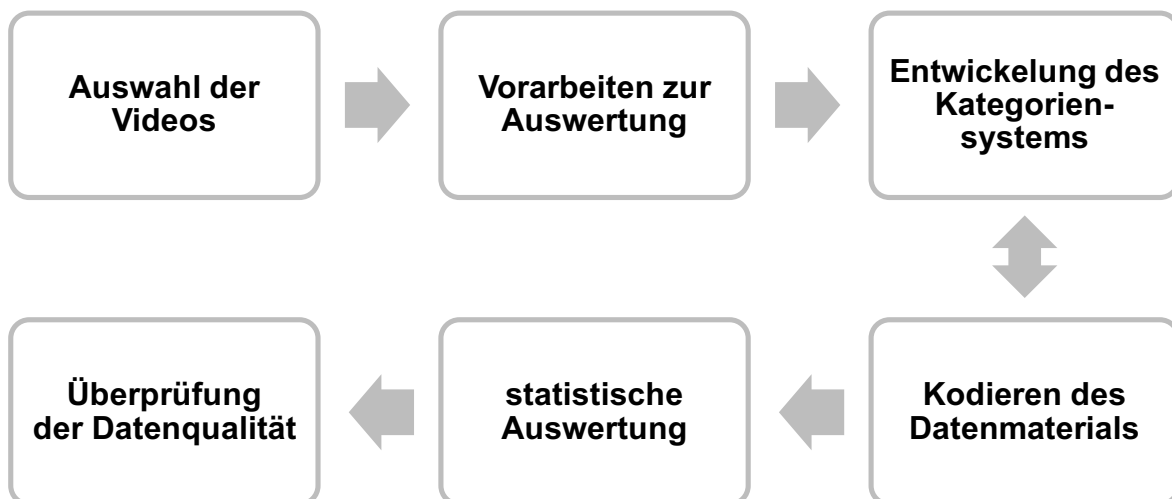 Auswahl der
Videos
Vorarbeiten zur
Auswertung
Entwickelung des
Kategorien-
systems
Kodieren des
Datenmaterials
statistische
Auswertung
Überprüfung
der Datenqualität